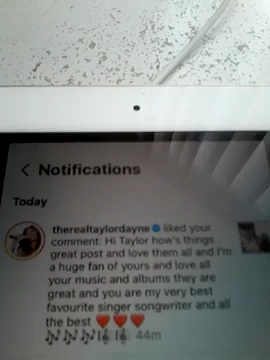 < Notifications
Today
therealtaylordayne liked your
comment: Hi Taylor how's things
great post and love them all and I'm
a huge fan of yours and love all
your music and albums they are
great and you are my very best
favourite singer songwriter and all
the best ❤️❤️❤️
🎶🎶🎶🎼🎼 44m